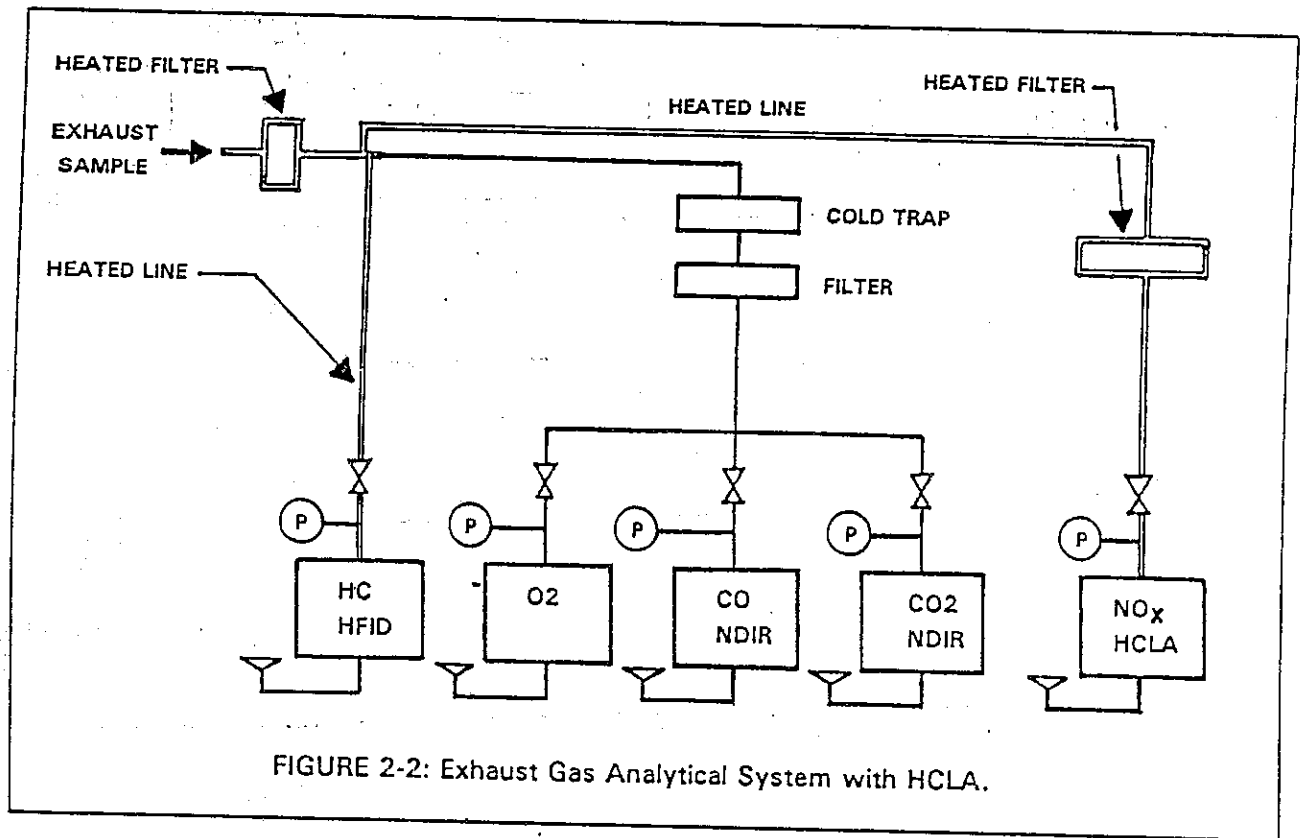 HEATED FILTER
EXHAUST
SAMPLE
HEATED LINE
HEATED FILTER
COLD TRAP
FILTER
HEATED LINE
P
P
P
P
P
HC
HFID
O2
CO
NDIR
CO2
NDIR
NOx
HCLA
FIGURE 2-2: Exhaust Gas Analytical System with HCLA.